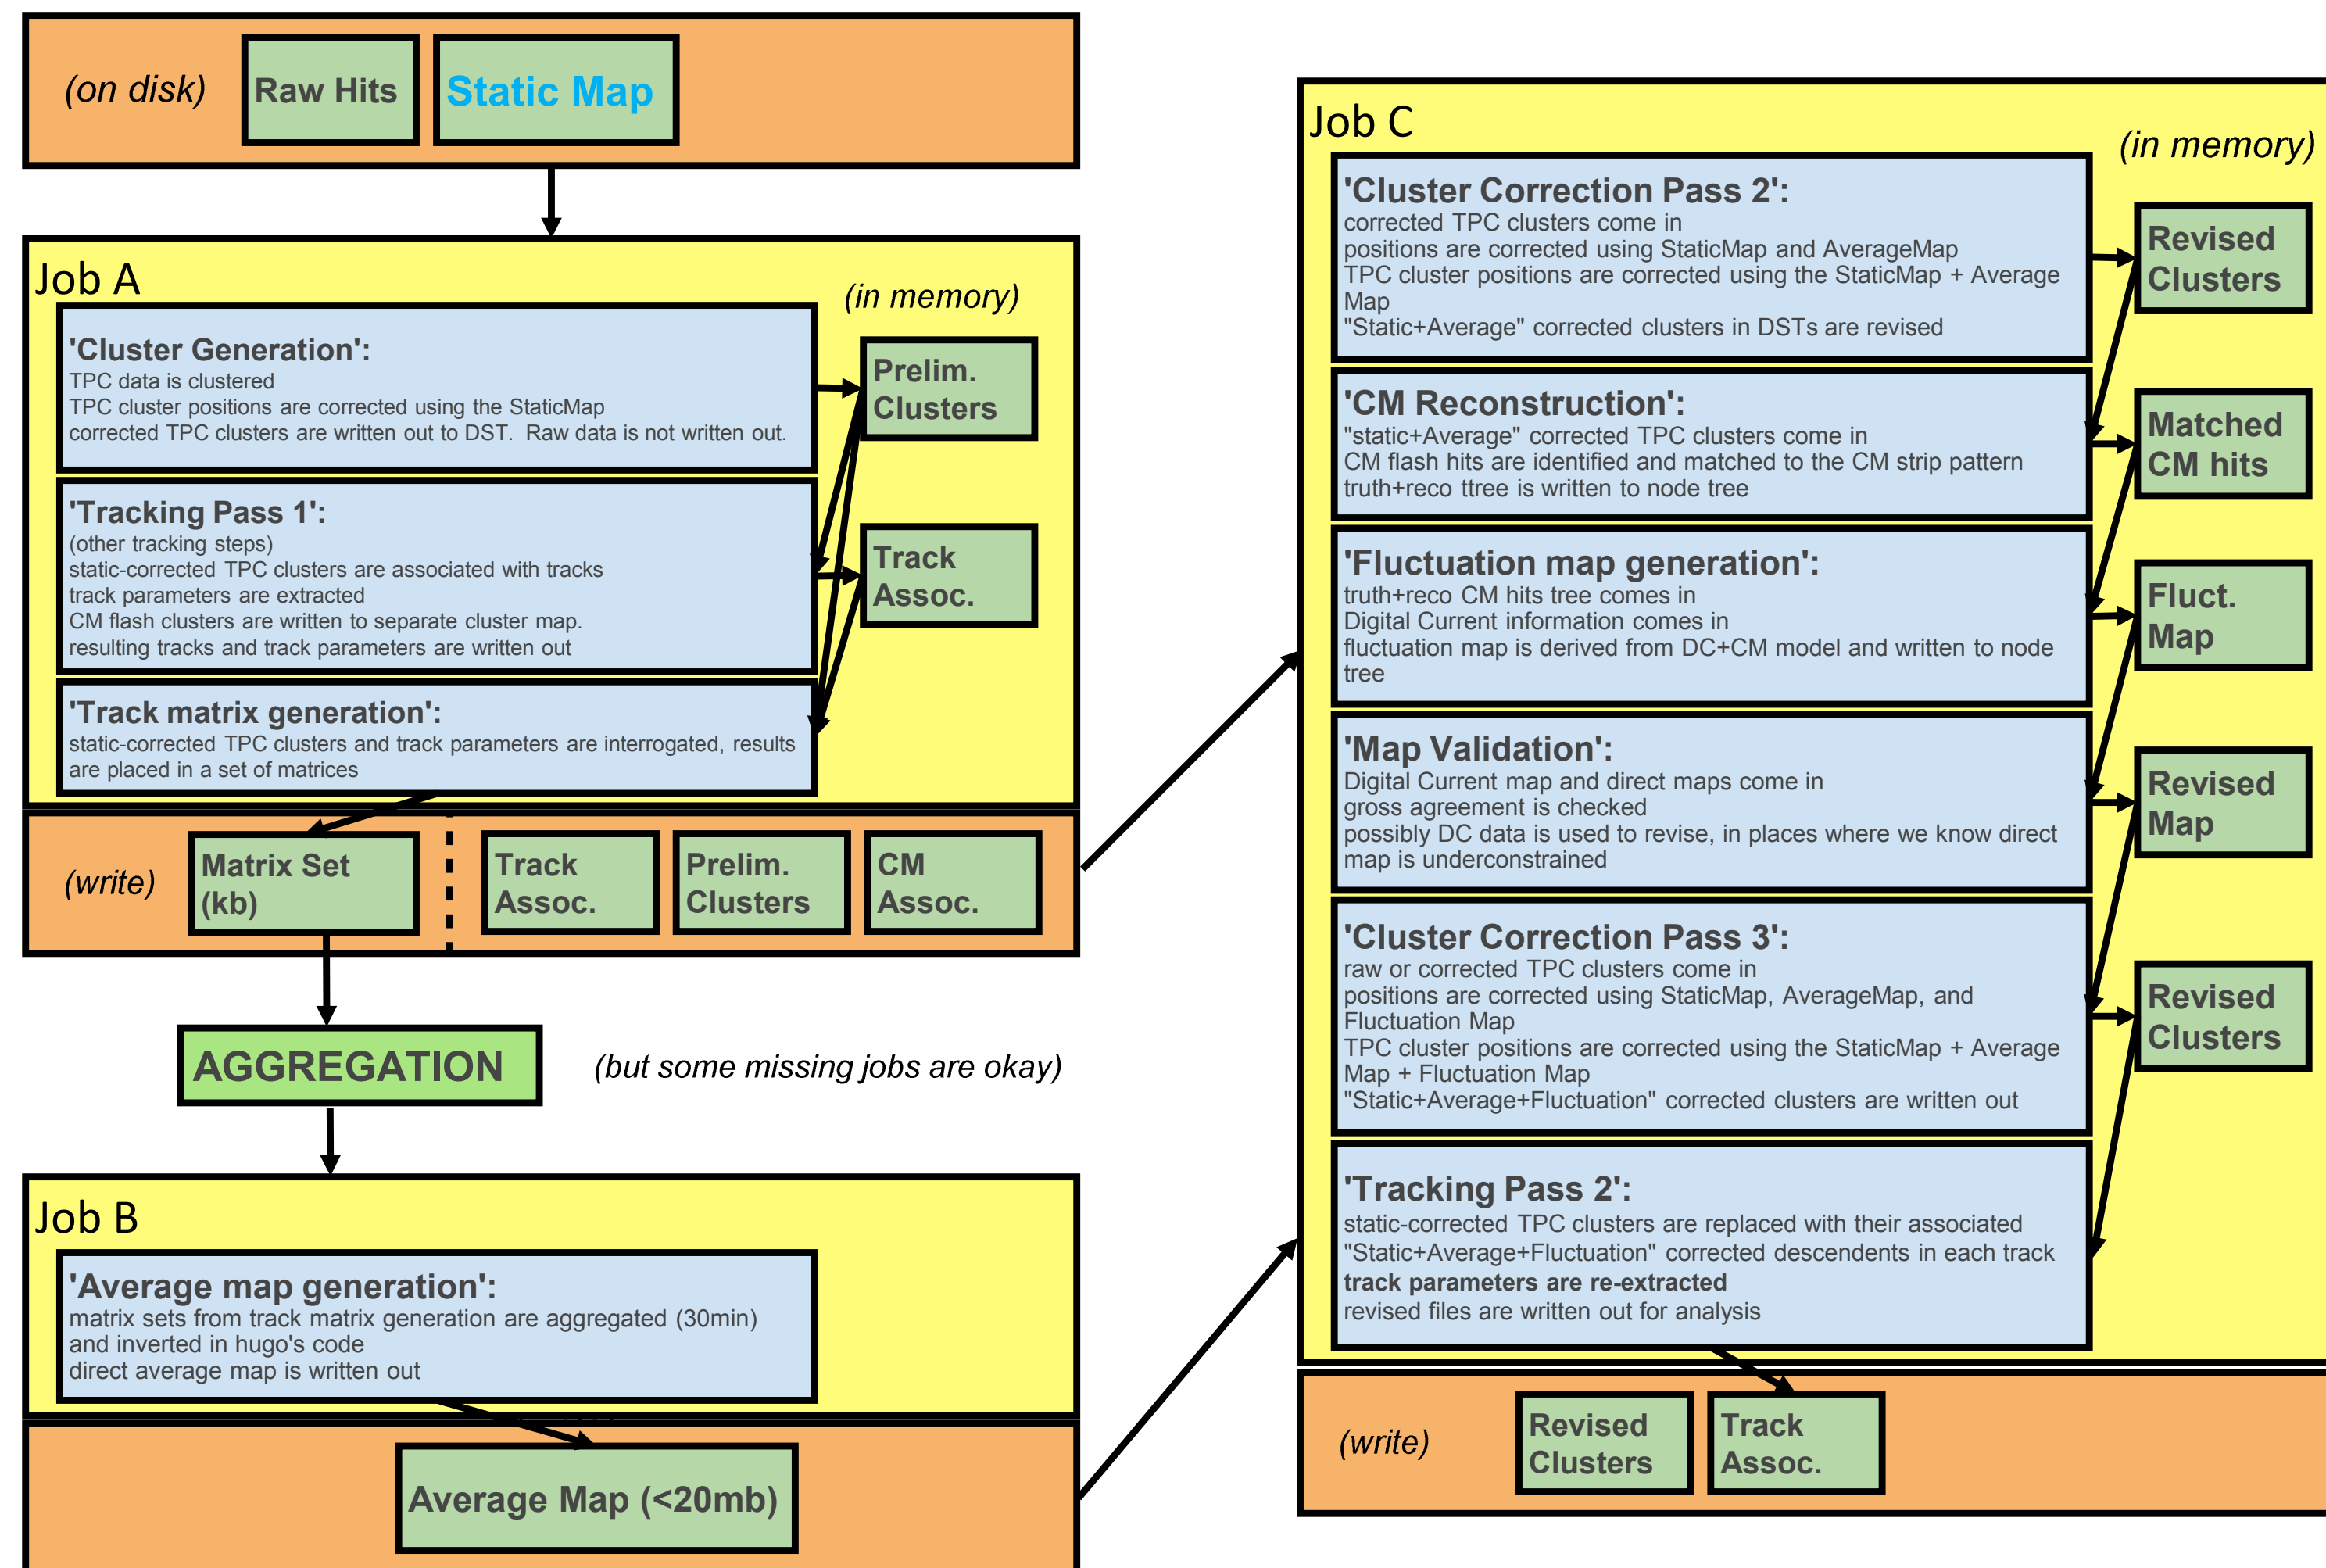 (on disk)
Raw Hits
Static Map
Job A
(in memory)
'Cluster Generation':
TPC data is clustered
TPC cluster positions are corrected using the StaticMap
corrected TPC clusters are written out to DST. Raw data is not written out.
Prelim.
Clusters
'Tracking Pass 1':
(other tracking steps)
static-corrected TPC clusters are associated with tracks
track parameters are extracted
CM flash clusters are written to separate cluster map.
resulting tracks and track parameters are written out
Track
Assoc.
'Track matrix generation':
static-corrected TPC clusters and track parameters are interrogated, results
are placed in a set of matrices
(write)
Matrix Set
(kb)
Track
Assoc.
Prelim.
Clusters
CM
Assoc.
AGGREGATION
(but some missing jobs are okay)
Job B
'Average map generation':
matrix sets from track matrix generation are aggregated (30min)
and inverted in hugo's code
direct average map is written out
Average Map (<20mb)
Job C
(in memory)
'Cluster Correction Pass 2':
corrected TPC clusters come in
positions are corrected using StaticMap and AverageMap
TPC cluster positions are corrected using the StaticMap + Average
Map
"Static+Average" corrected clusters in DSTs are revised
Revised
Clusters
'CM Reconstruction':
"static+Average" corrected TPC clusters come in
CM flash hits are identified and matched to the CM strip pattern
truth+reco ttree is written to node tree
Matched
CM hits
'Fluctuation map generation':
truth+reco CM hits tree comes in
Digital Current information comes in
fluctuation map is derived from DC+CM model and written to node
tree
Fluct.
Map
'Map Validation':
Digital Current map and direct maps come in
gross agreement is checked
possibly DC data is used to revise, in places where we know direct
map is underconstrained
Revised
Map
'Cluster Correction Pass 3':
raw or corrected TPC clusters come in
positions are corrected using StaticMap, AverageMap, and
Fluctuation Map
TPC cluster positions are corrected using the StaticMap + Average
Map + Fluctuation Map
"Static+Average+Fluctuation" corrected clusters are written out
Revised
Clusters
'Tracking Pass 2':
static-corrected TPC clusters are replaced with their associated
"Static+Average+Fluctuation" corrected descendents in each track
track parameters are re-extracted
revised files are written out for analysis
(write)
Revised
Clusters
Track
Assoc.